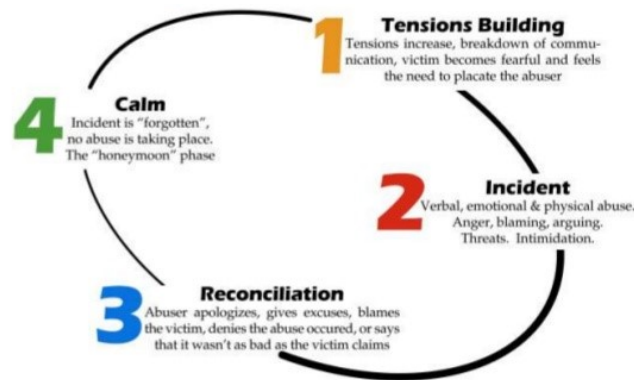 1
Tensions Building
Tensions increase, breakdown of commu-
nication, victim becomes fearful and feels
the need to placate the abuser
2
Incident
Verbal, emotional & physical abuse.
Anger, blaming, arguing.
Threats. Intimidation.
3
Reconciliation
Abuser apologizes, gives excuses, blames
the victim, denies the abuse occured, or says
that it wasn't as bad as the victim claims
4
Calm
Incident is "forgotten",
no abuse is taking place.
The "honeymoon" phase